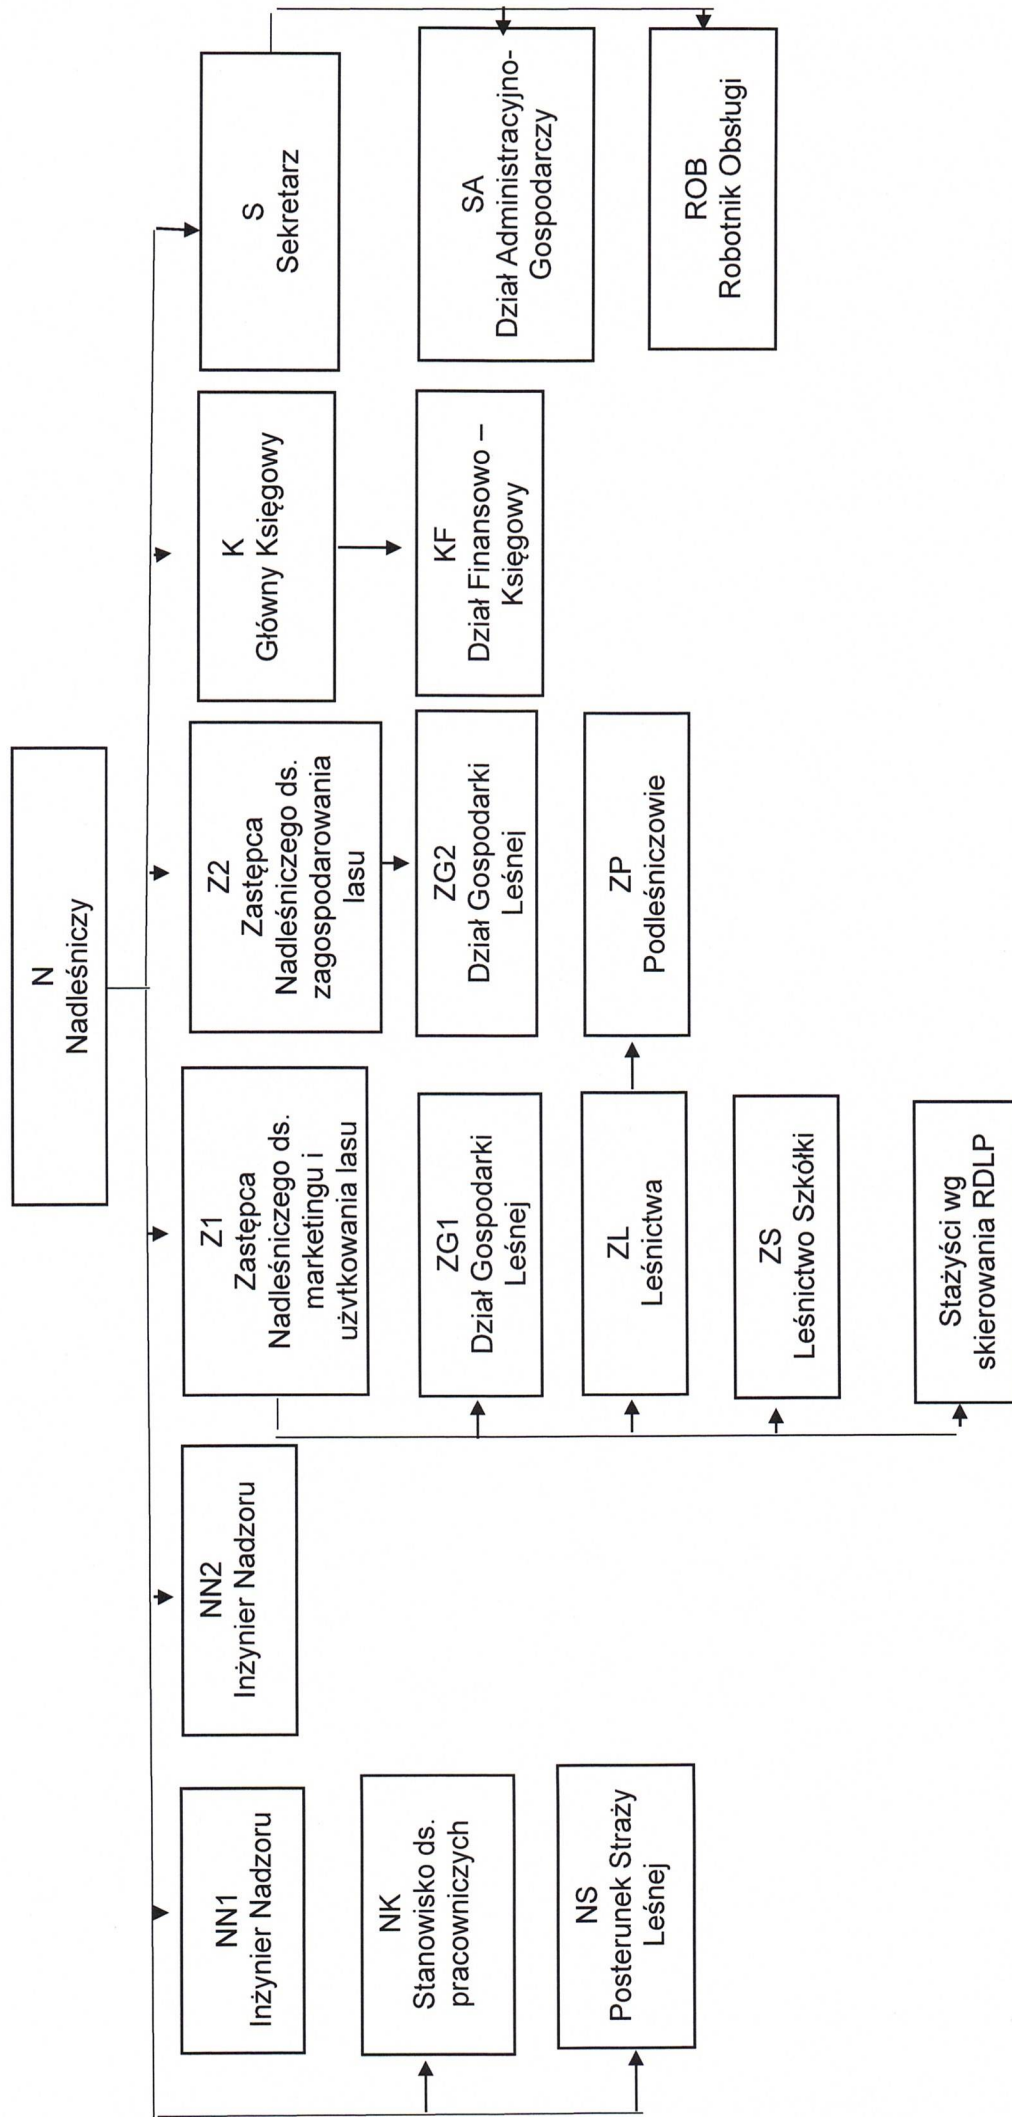 N
Nadleśniczy
NN1
Inżynier Nadzoru
NN2
Inżynier Nadzoru
Z1
Zastępca
Nadleśniczego ds.
marketingu i
użytkowania lasu
Z2
Zastępca
Nadleśniczego ds.
zagospodarowania
lasu
K
Główny Księgowy
S
Sekretarz
NK
Stanowisko ds.
pracowniczych
NS
Posterunek Straży
Leśnej
ZG1
Dział Gospodarki
Leśnej
ZL
Leśnictwa
ZS
Leśnictwo Szkółki
Stażyści wg
skierowania RDLP
ZG2
Dział Gospodarki
Leśnej
ZP
Podleśniczowie
KF
Dział Finansowo –
Księgowy
SA
Dział Administracyjno-
Gospodarczy
ROB
Robotnik Obsługi